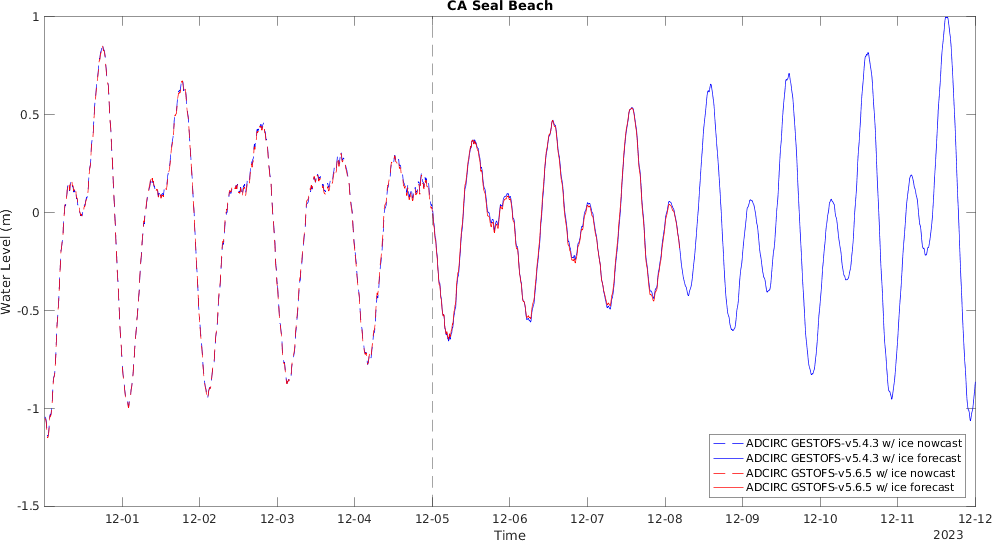 CA Seal Beach
1
0.5
0
-0.5
-1
-1.5
Water Level (m)
12-01 12-02 12-03 12-04 12-05 12-06 12-07 12-08 12-09 12-10 12-11 12-12
Time
2023
ADCIRC GESTOFS-v5.4.3 w/ ice nowcast
ADCIRC GESTOFS-v5.4.3 w/ ice forecast
ADCIRC GSTOFS-v5.6.5 w/ ice nowcast
ADCIRC GSTOFS-v5.6.5 w/ ice forecast